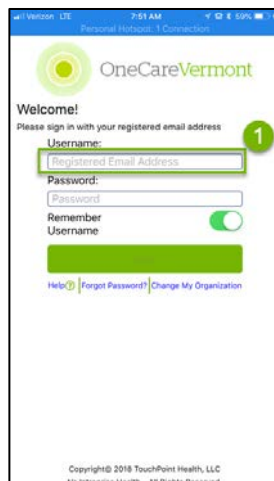 Verizon LTE 7:51 AM 59%
Personal Hotspot: 1 Connection
OneCareVermont
Welcome!
Please sign in with your registered email address
1
Username:
Registered Email Address
Password:
Password
Remember
Username
Help? Forgot Password? Change My Organization
Copyright© 2018 TouchPoint Health, LLC